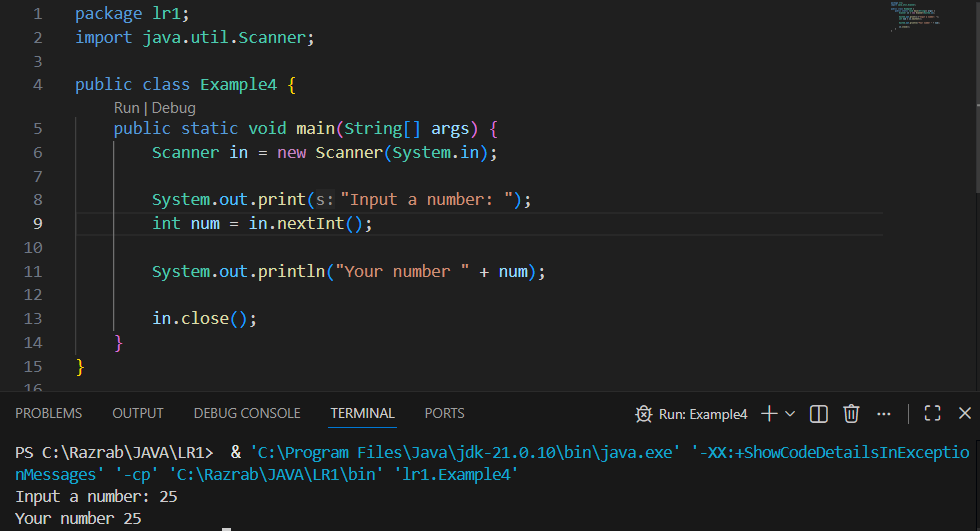 1 package lr1;
2 import java.util.Scanner;
3
4 public class Example4 {
Run | Debug
5 public static void main(String[] args) {
6 Scanner in = new Scanner(System.in);
7
8 System.out.print(s: "Input a number: ");
9 int num = in.nextInt();
10
11 System.out.println("Your number " + num);
12
13 in.close();
14 }
15 }
16
PROBLEMS OUTPUT DEBUG CONSOLE TERMINAL PORTS Run: Example4
PS C:\Razrab\JAVA\LR1> & 'C:\Program Files\Java\jdk-21.0.10\bin\java.exe' '-XX:+ShowCodeDetailsInExceptio
nMessages' '-cp' 'C:\Razrab\JAVA\LR1\bin' 'lr1.Example4'
Input a number: 25
Your number 25